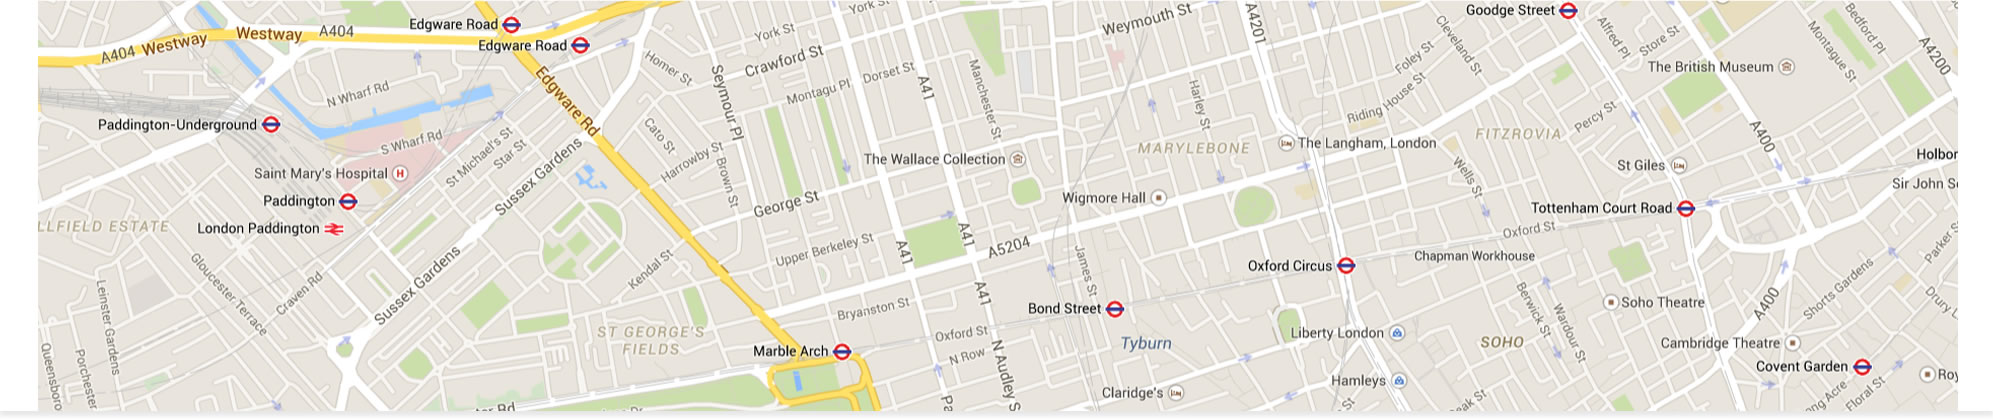 Edgware Road
Edgware Road
A404
Westway
Westway
A404
York St
York St
Weymouth St
A4201
Goodge Street
Alfred Pl
Store St
Bedford Pl
Montague St
A4200
The British Museum
Crawford St
Homer St
Seymour Pl
Dorset St
Montagu Pl
A41
Manchester St
Harley St
Cleveland St
Foley St
Riding House St
Percy St
FITZROVIA
A400
N Wharf Rd
Edgware Rd
Paddington-Underground
S Wharf Rd
St Michael's St
Star St
Sussex Gardens
Cato St
Harrowby St
Brown St
The Wallace Collection
MARYLEBONE
The Langham, London
St Giles
Wells St
Holbor
Sir John S
Saint Mary's Hospital
Paddington
London Paddington
LLFIELD ESTATE
George St
Wigmore Hall
Tottenham Court Road
Oxford St
Upper Berkeley St
A41
A41
A5204
James St
Oxford Circus
Chapman Workhouse
Gloucester Terrace
Craven Rd
Sussex Gardens
Kendal St
Leinster Gardens
Queensboro
Porchester
A41
Bryanston St
Bond Street
Berwick St
Wardour St
Soho Theatre
A400
Shorts Gardens
Parker S
Drury L
ST GEORGE'S
FIELDS
Marble Arch
Oxford St
N Row
N Audley S
Tyburn
Liberty London
SOHO
Cambridge Theatre
Covent Garden
Claridge's
Hamleys
Floral St
Roy